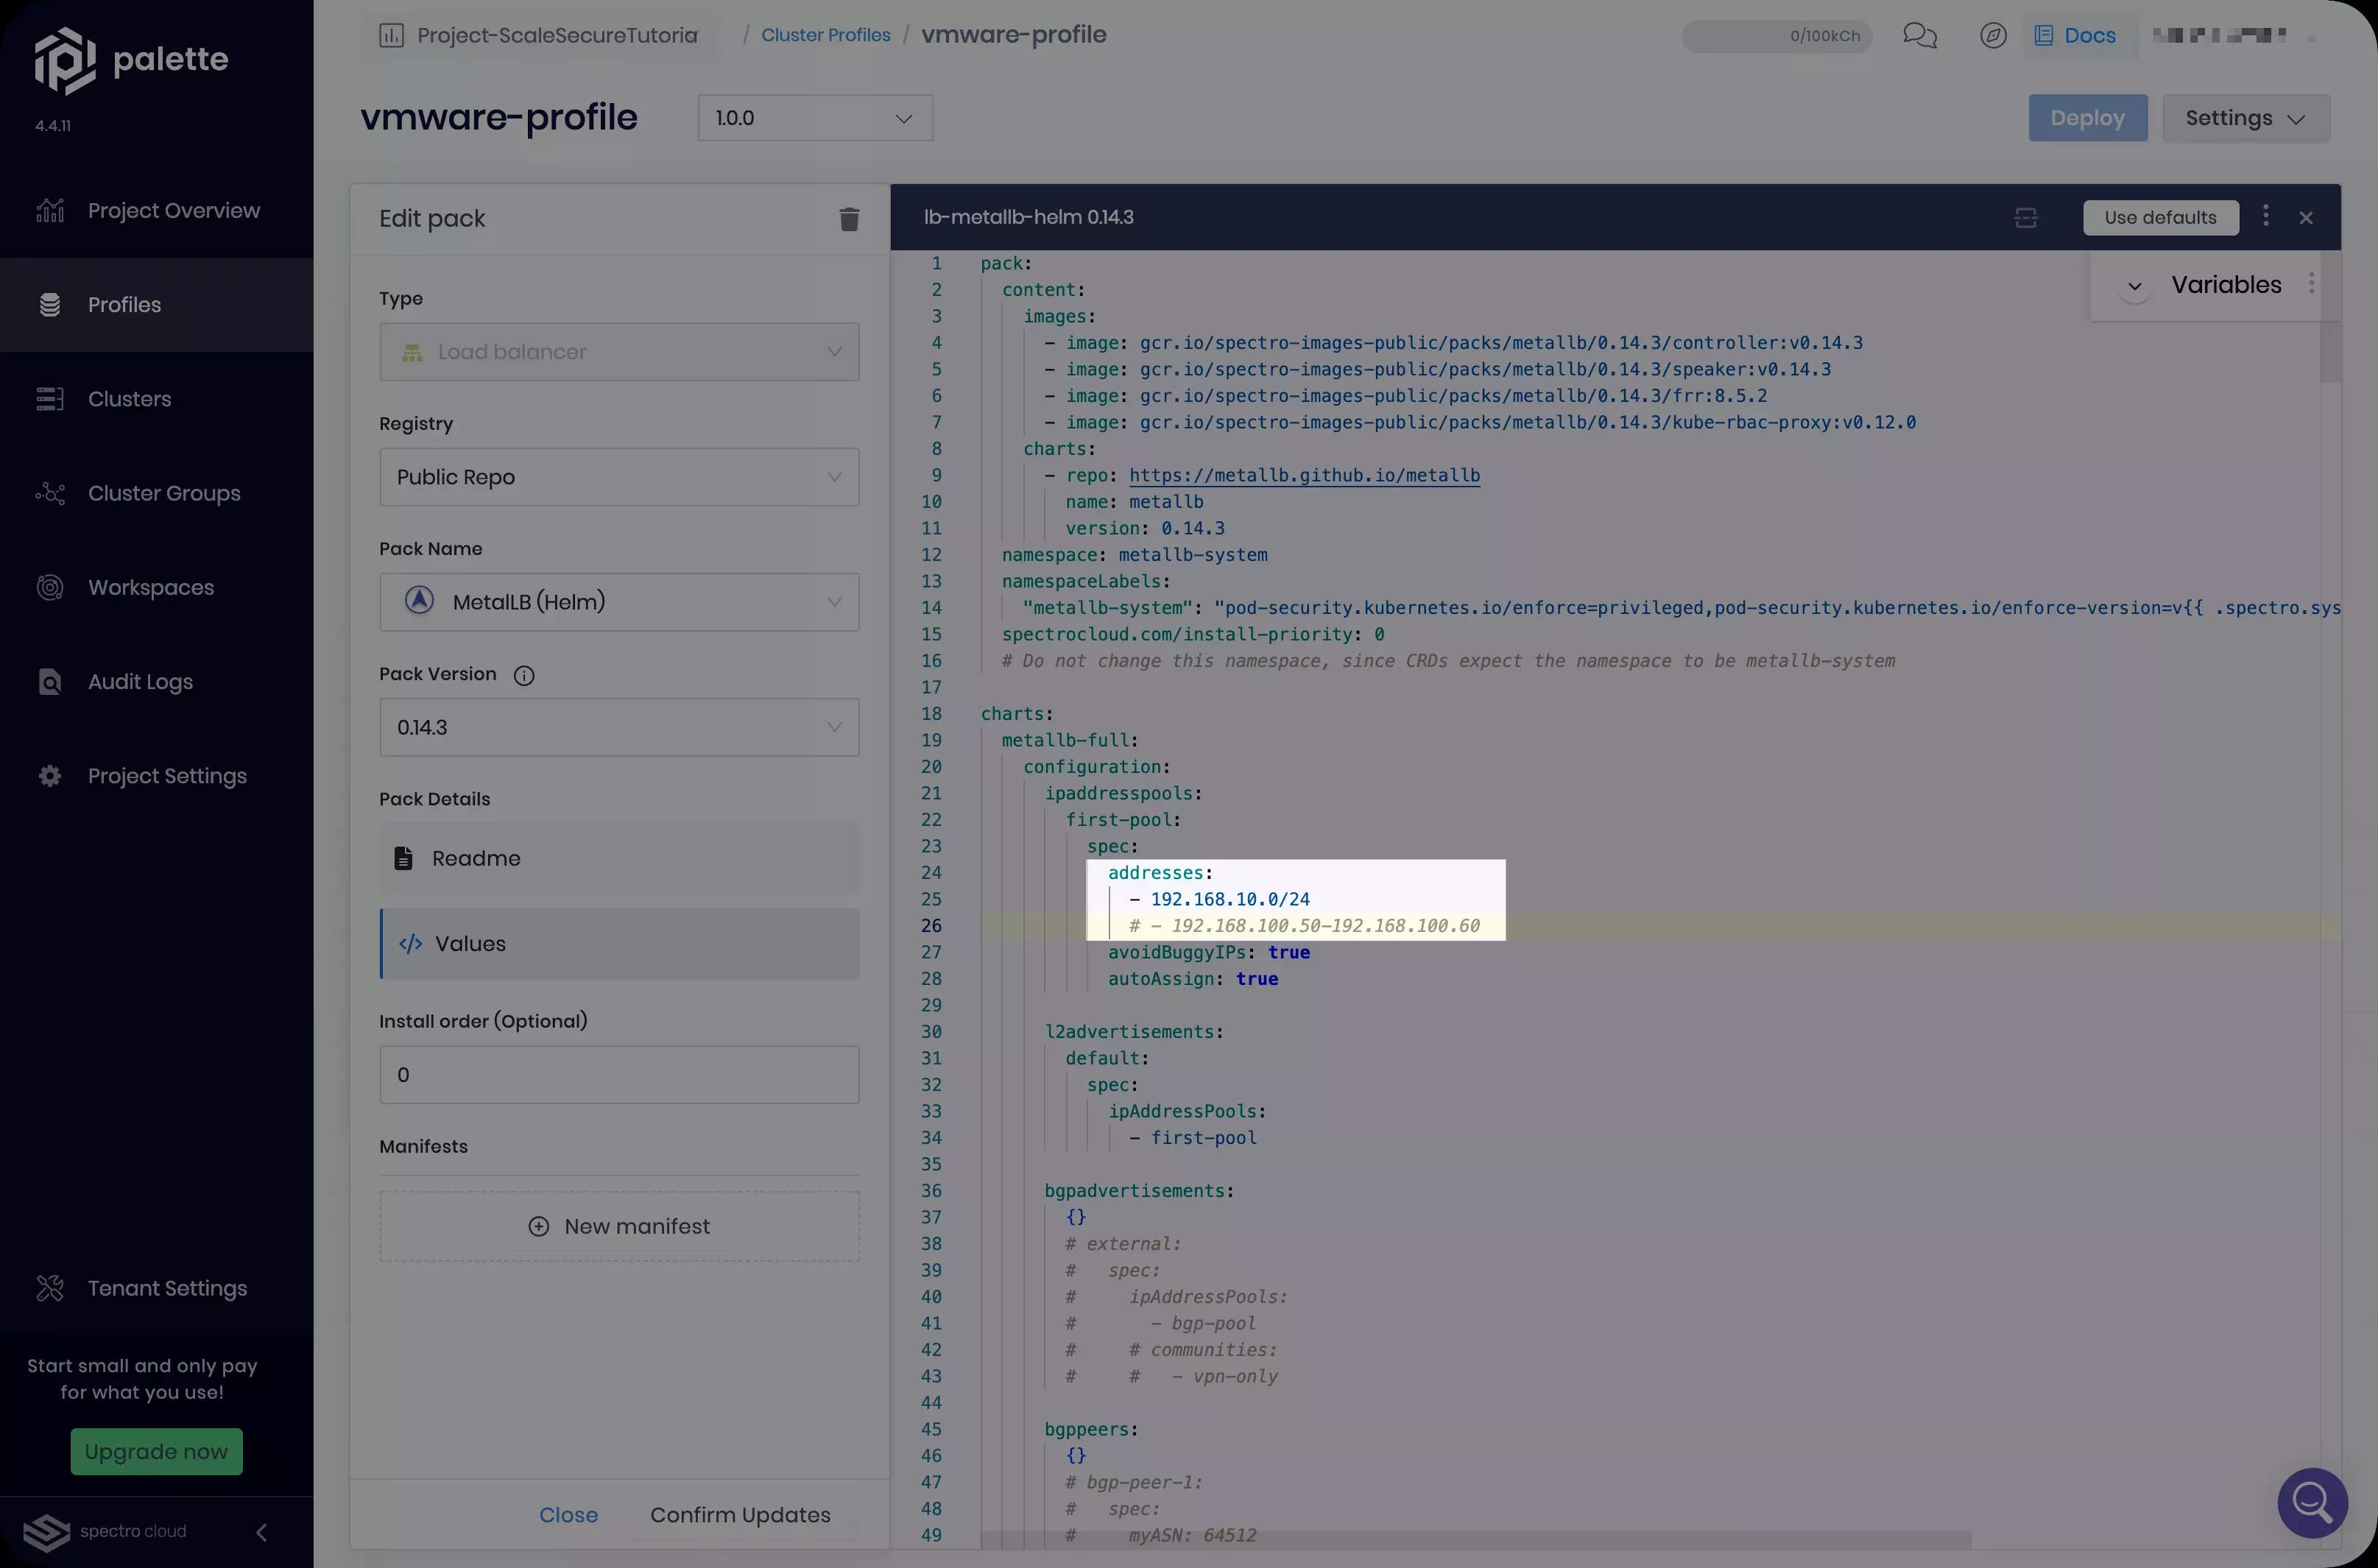 palette
4.4.11
Project Overview
Profiles
Clusters
Cluster Groups
Workspaces
Audit Logs
Project Settings
Tenant Settings
Start small and only pay
for what you use!
Upgrade now
spectro cloud
Project-ScaleSecureTutoria / Cluster Profiles / vmware-profile
0/100kCh
Docs
vmware-profile
1.0.0
Deploy
Settings
Edit pack
Type
Load balancer
Registry
Public Repo
Pack Name
MetalLB (Helm)
Pack Version
0.14.3
Pack Details
Readme
</> Values
Install order (Optional)
0
Manifests
New manifest
Close
Confirm Updates
lb-metallb-helm 0.14.3
Use defaults
Variables
1 pack:
2 content:
3 images:
4 - image: gcr.io/spectro-images-public/packs/metallb/0.14.3/controller:v0.14.3
5 - image: gcr.io/spectro-images-public/packs/metallb/0.14.3/speaker:v0.14.3
6 - image: gcr.io/spectro-images-public/packs/metallb/0.14.3/frr:8.5.2
7 - image: gcr.io/spectro-images-public/packs/metallb/0.14.3/kube-rbac-proxy:v0.12.0
8 charts:
9 - repo: https://metallb.github.io/metallb
10 name: metallb
11 version: 0.14.3
12 namespace: metallb-system
13 namespaceLabels:
14 "metallb-system": "pod-security.kubernetes.io/enforce=privileged,pod-security.kubernetes.io/enforce-version=v{{ .spectro.sys
15 spectrocloud.com/install-priority: 0
16 # Do not change this namespace, since CRDs expect the namespace to be metallb-system
17
18 charts:
19 metallb-full:
20 configuration:
21 ipaddresspools:
22 first-pool:
23 spec:
24 addresses:
25 - 192.168.10.0/24
26 # - 192.168.100.50-192.168.100.60
27 avoidBuggyIPs: true
28 autoAssign: true
29
30 l2advertisements:
31 default:
32 spec:
33 ipAddressPools:
34 - first-pool
35
36 bgpadvertisements:
37 {}
38 # external:
39 # spec:
40 # ipAddressPools:
41 # - bgp-pool
42 # # communities:
43 # # - vpn-only
44
45 bgppeers:
46 {}
47 # bgp-peer-1:
48 # spec:
49 # myASN: 64512